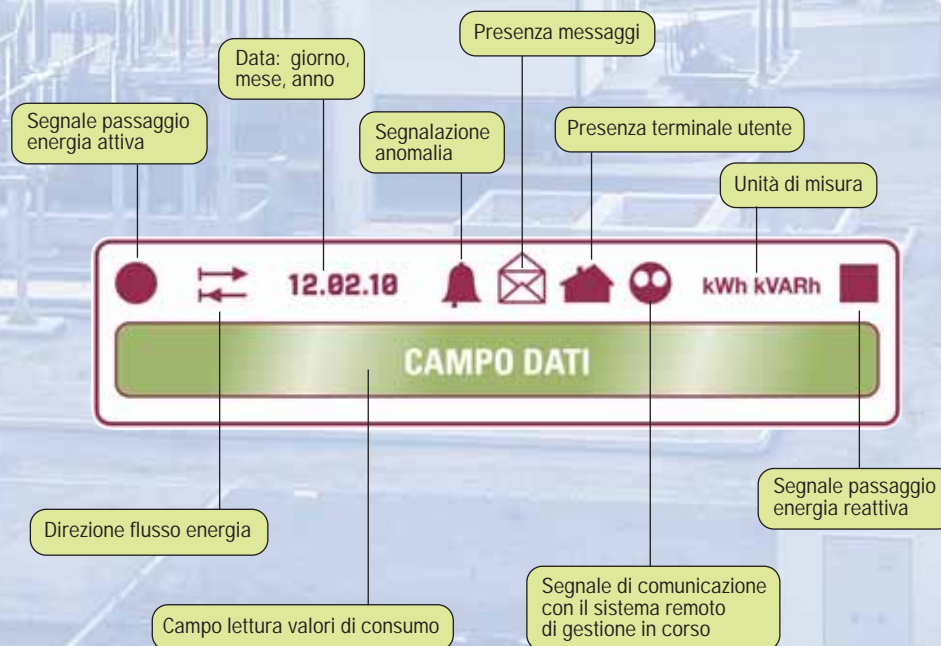 Presenza messaggi
Data: giorno,
mese, anno
Segnale passaggio
energia attiva
Segnalazione
anomalia
Presenza terminale utente
Unità di misura
12.02.10
kWh kVARh
CAMPO DATI
Segnale passaggio
energia reattiva
Direzione flusso energia
Segnale di comunicazione
con il sistema remoto
di gestione in corso
Campo lettura valori di consumo